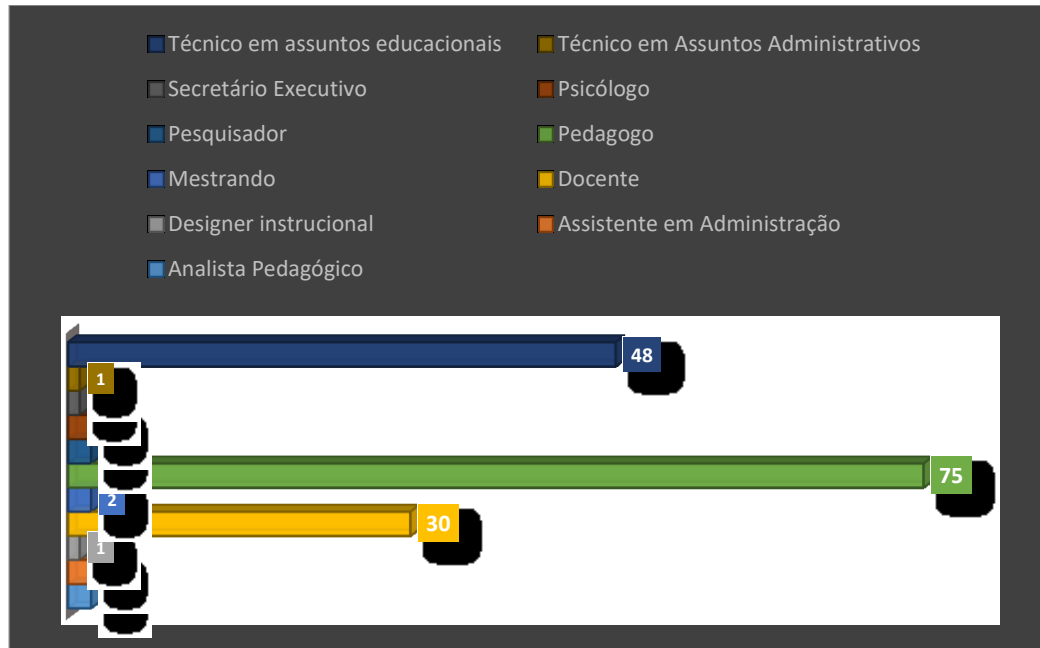 Técnico em assuntos educacionais Técnico em Assuntos Administrativos
Secretário Executivo Psicólogo
Pesquisador Pedagogo
Mestrando Docente
Designer instrucional Assistente em Administração
Analista Pedagógico
48
1
75
2
30
1